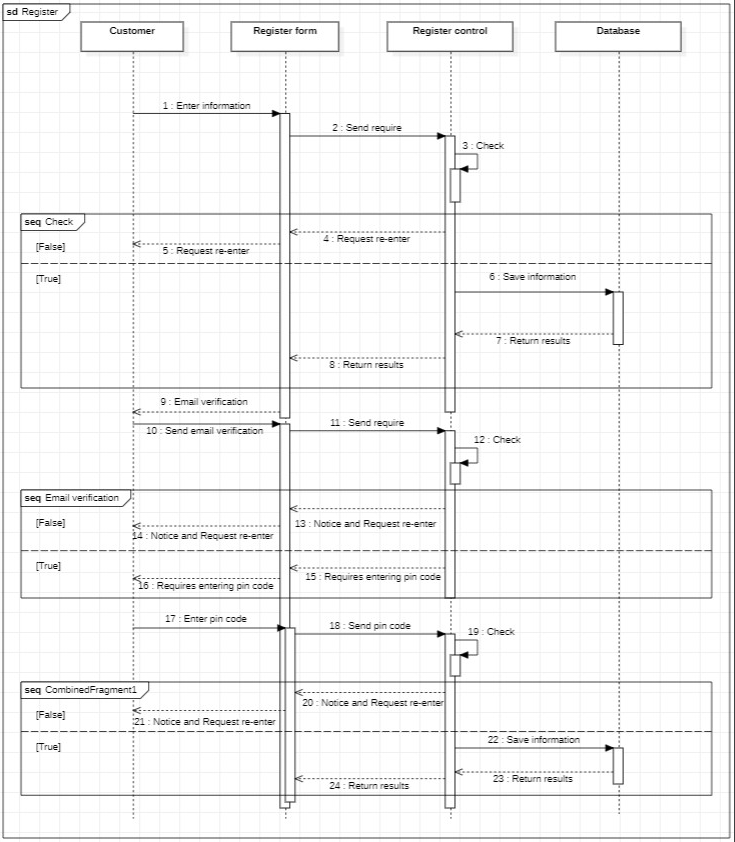 sd Register
Customer
Register form
Register control
Database
1 : Enter information
2 : Send require
3 : Check
seq Check
[False]
4 : Request re-enter
5 : Request re-enter
[True]
6 : Save information
7 : Return results
8 : Return results
9 : Email verification
10 : Send email verification
11 : Send require
12 : Check
seq Email verification
[False]
13 : Notice and Request re-enter
14 : Notice and Request re-enter
[True]
15 : Requires entering pin code
16 : Requires entering pin code
17 : Enter pin code
18 : Send pin code
19 : Check
seq CombinedFragment1
20 : Notice and Request re-enter
[False]
21 : Notice and Request re-enter
22 : Save information
[True]
23 : Return results
24 : Return results